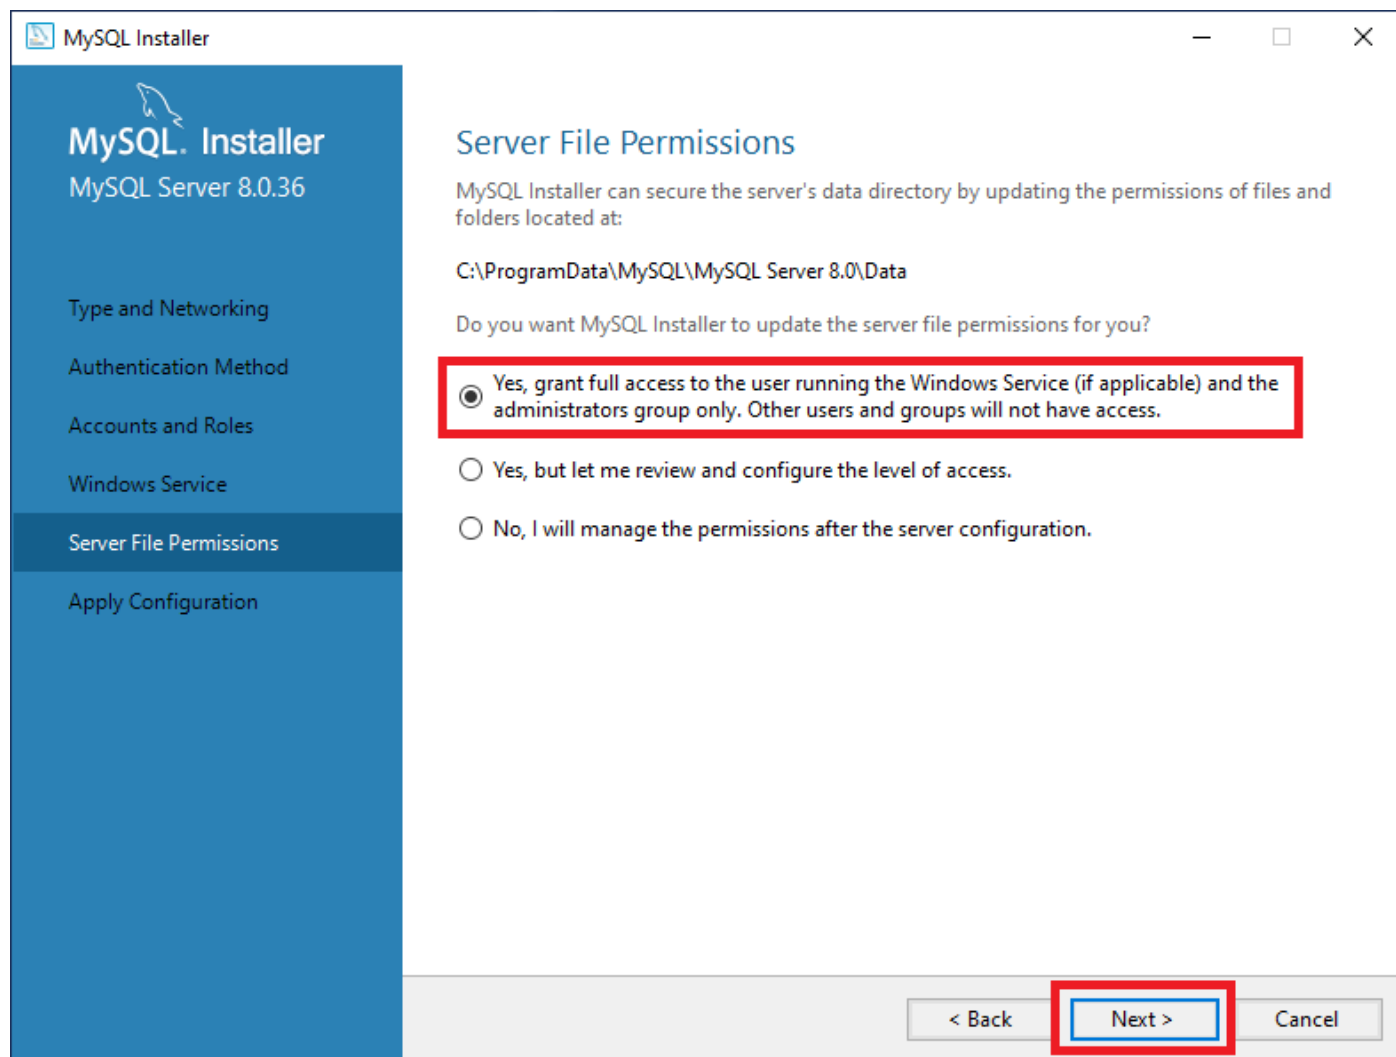 MySQL Installer
MySQL. Installer
MySQL Server 8.0.36
Type and Networking
Authentication Method
Accounts and Roles
Windows Service
Server File Permissions
Apply Configuration
Server File Permissions
MySQL Installer can secure the server's data directory by updating the permissions of files and
folders located at:
C:\ProgramData\MySQL\MySQL Server 8.0\Data
Do you want MySQL Installer to update the server file permissions for you?
Yes, grant full access to the user running the Windows Service (if applicable) and the
administrators group only. Other users and groups will not have access.
Yes, but let me review and configure the level of access.
No, I will manage the permissions after the server configuration.
< Back
Next >
Cancel